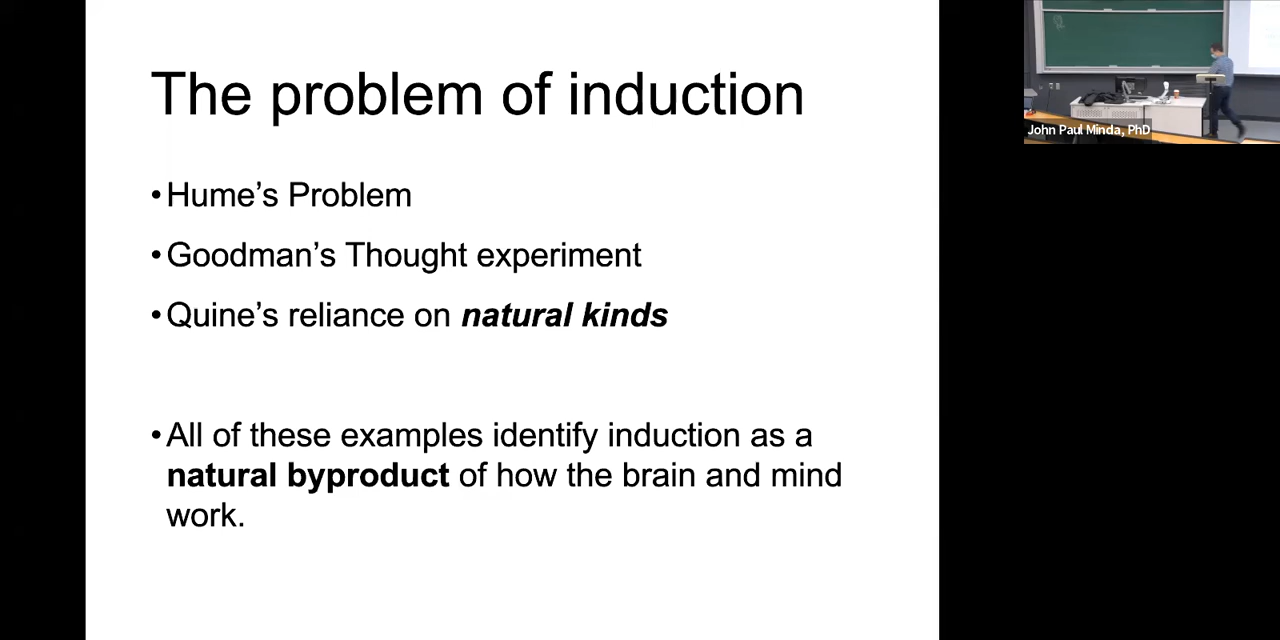 The problem of induction
•Hume’s Problem
•Goodman’s Thought experiment
•Quine’s reliance on natural kinds
•All of these examples identify induction as a
natural byproduct of how the brain and mind
work.
John Paul Minda, PhD